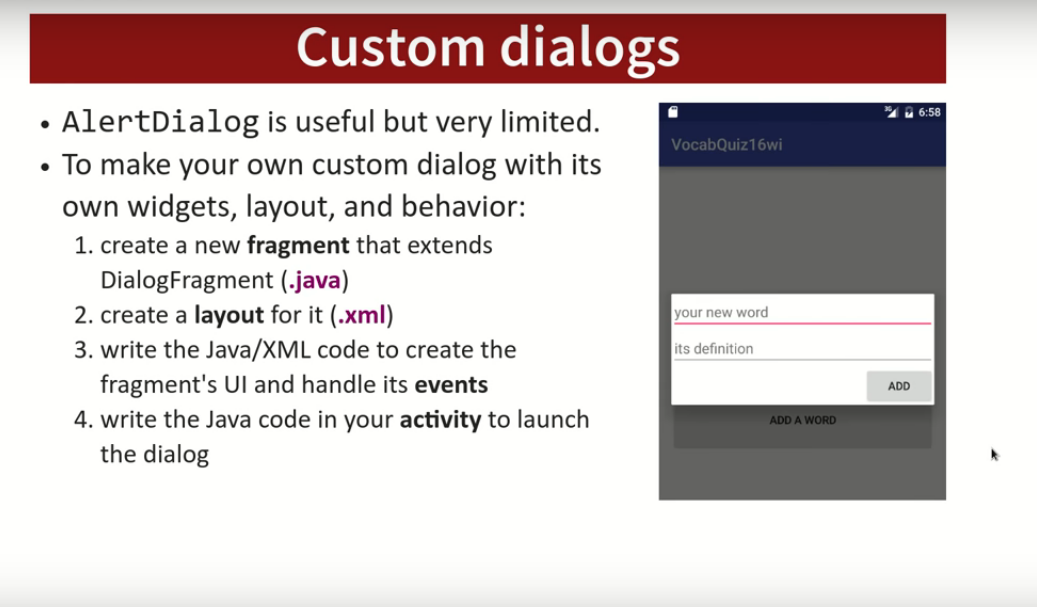 Custom dialogs
• AlertDialog is useful but very limited.
• To make your own custom dialog with its
own widgets, layout, and behavior:
1. create a new fragment that extends
DialogFragment (.java)
2. create a layout for it (.xml)
3. write the Java/XML code to create the
fragment's UI and handle its events
4. write the Java code in your activity to launch
the dialog
3G 6:58
VocabQuiz16wi
your new word
its definition
ADD
ADD A WORD